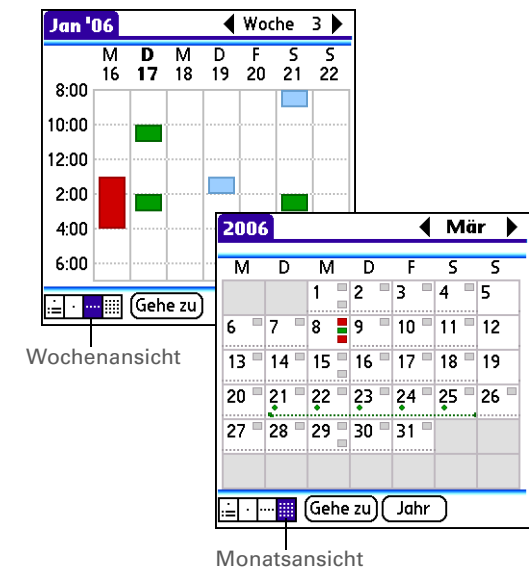 Jan '06 Woche 3
M D M D F S S
16 17 18 19 20 21 22
8:00
10:00
12:00
2:00
4:00
6:00
Gehe zu
Wochenansicht
2006 Mär
M D M D F S S
1 2 3 4 5
6 7 8 9 10 11 12
13 14 15 16 17 18 19
20 21 22 23 24 25 26
27 28 29 30 31
Gehe zu Jahr
Monatsansicht